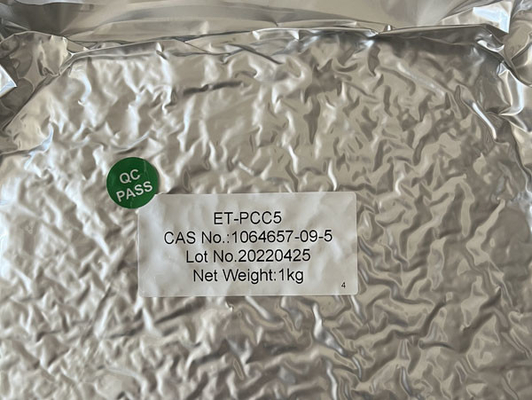 QC
PASS
ET-PCC5
CAS No.:1064657-09-5
Lot No.20220425
Net Weight:1kg
4